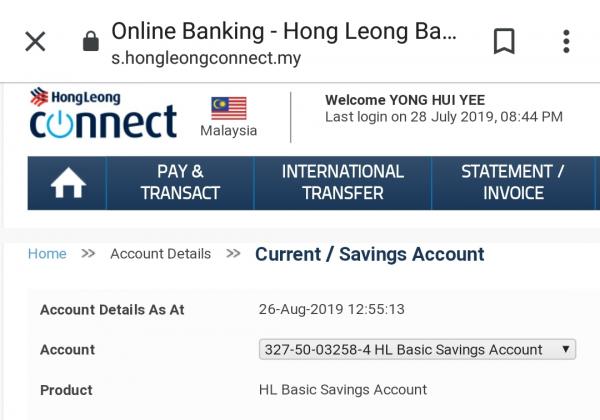 Online Banking - Hong Leong Ba...
s.hongleongconnect.my
HongLeong
connect
Malaysia
Welcome YONG HUI YEE
Last login on 28 July 2019, 08:44 PM
PAY &
TRANSACT
INTERNATIONAL
TRANSFER
STATEMENT /
INVOICE
Home >> Account Details >> Current / Savings Account
Account Details As At 26-Aug-2019 12:55:13
Account 327-50-03258-4 HL Basic Savings Account
Product HL Basic Savings Account